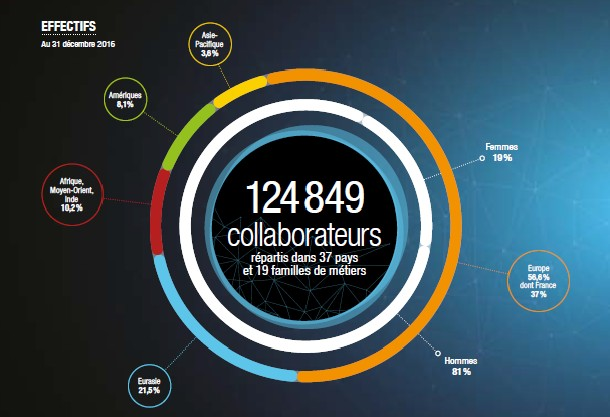 EFFECTIFS
Au 31 décembre 2016
Asie-
Pacifique
3,6%
Amériques
8,1%
Afrique,
Moyen-Orient,
Inde
10,2%
Femmes
19%
124 849
collaborateurs
répartis dans 37 pays
et 19 familles de métiers
Europe
56,6%
dont France
37%
Hommes
81%
Eurasie
21,5%